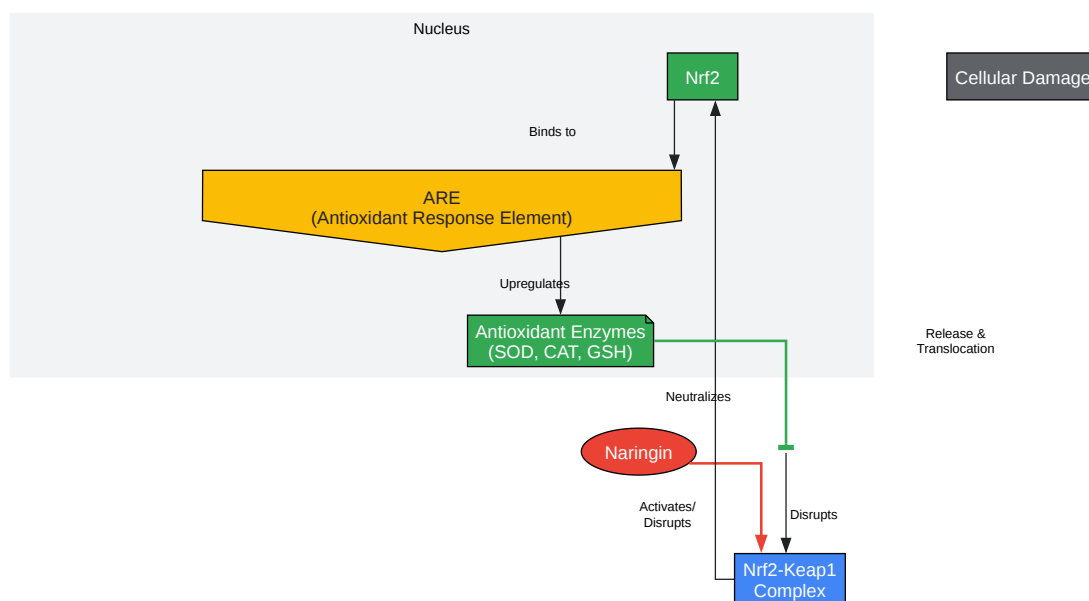 Nucleus
Nrf2
Cellular Damage
Binds to
ARE
(Antioxidant Response Element)
Upregulates
Antioxidant Enzymes
(SOD, CAT, GSH)
Release &
Translocation
Neutralizes
Naringin
Activates/
Disrupts
Disrupts
Nrf2-Keap1
Complex